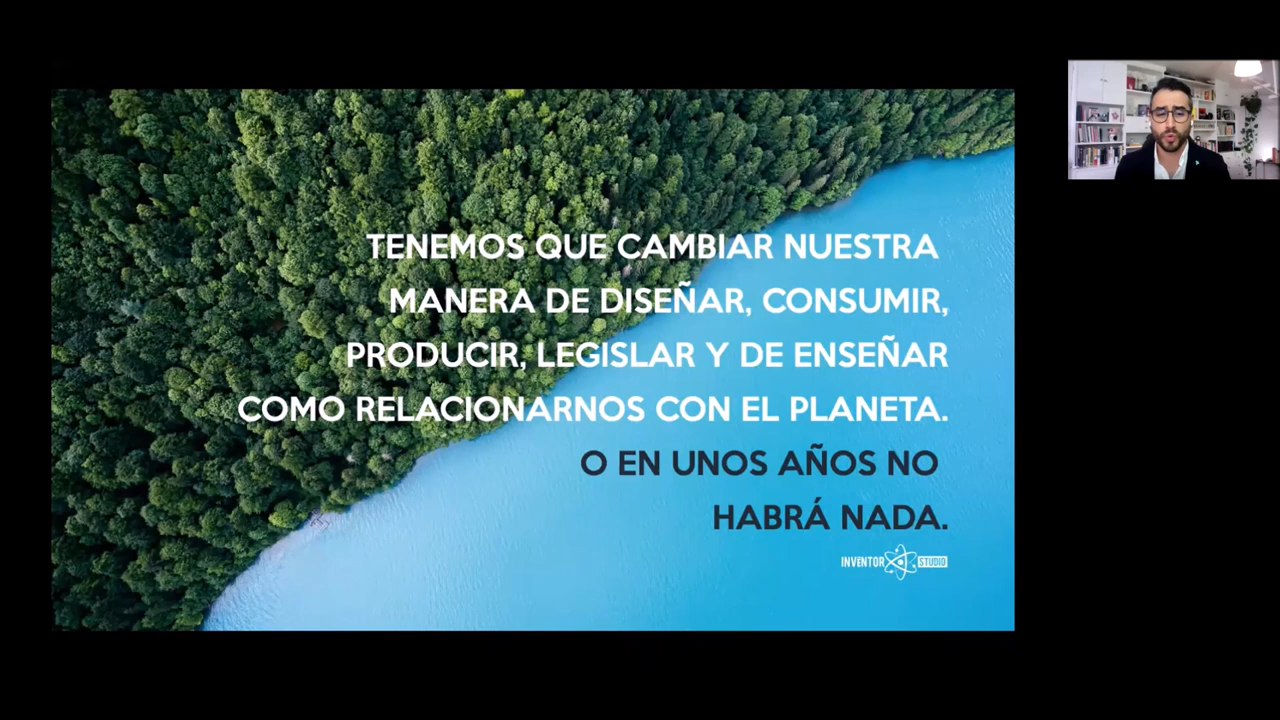 TENEMOS QUE CAMBIAR NUESTRA
MANERA DE DISEÑAR, CONSUMIR,
PRODUCIR, LEGISLAR Y DE ENSEÑAR
COMO RELACIONARNOS CON EL PLANETA.
O EN UNOS AÑOS NO
HABRÁ NADA.
INVENTOR STUDIO